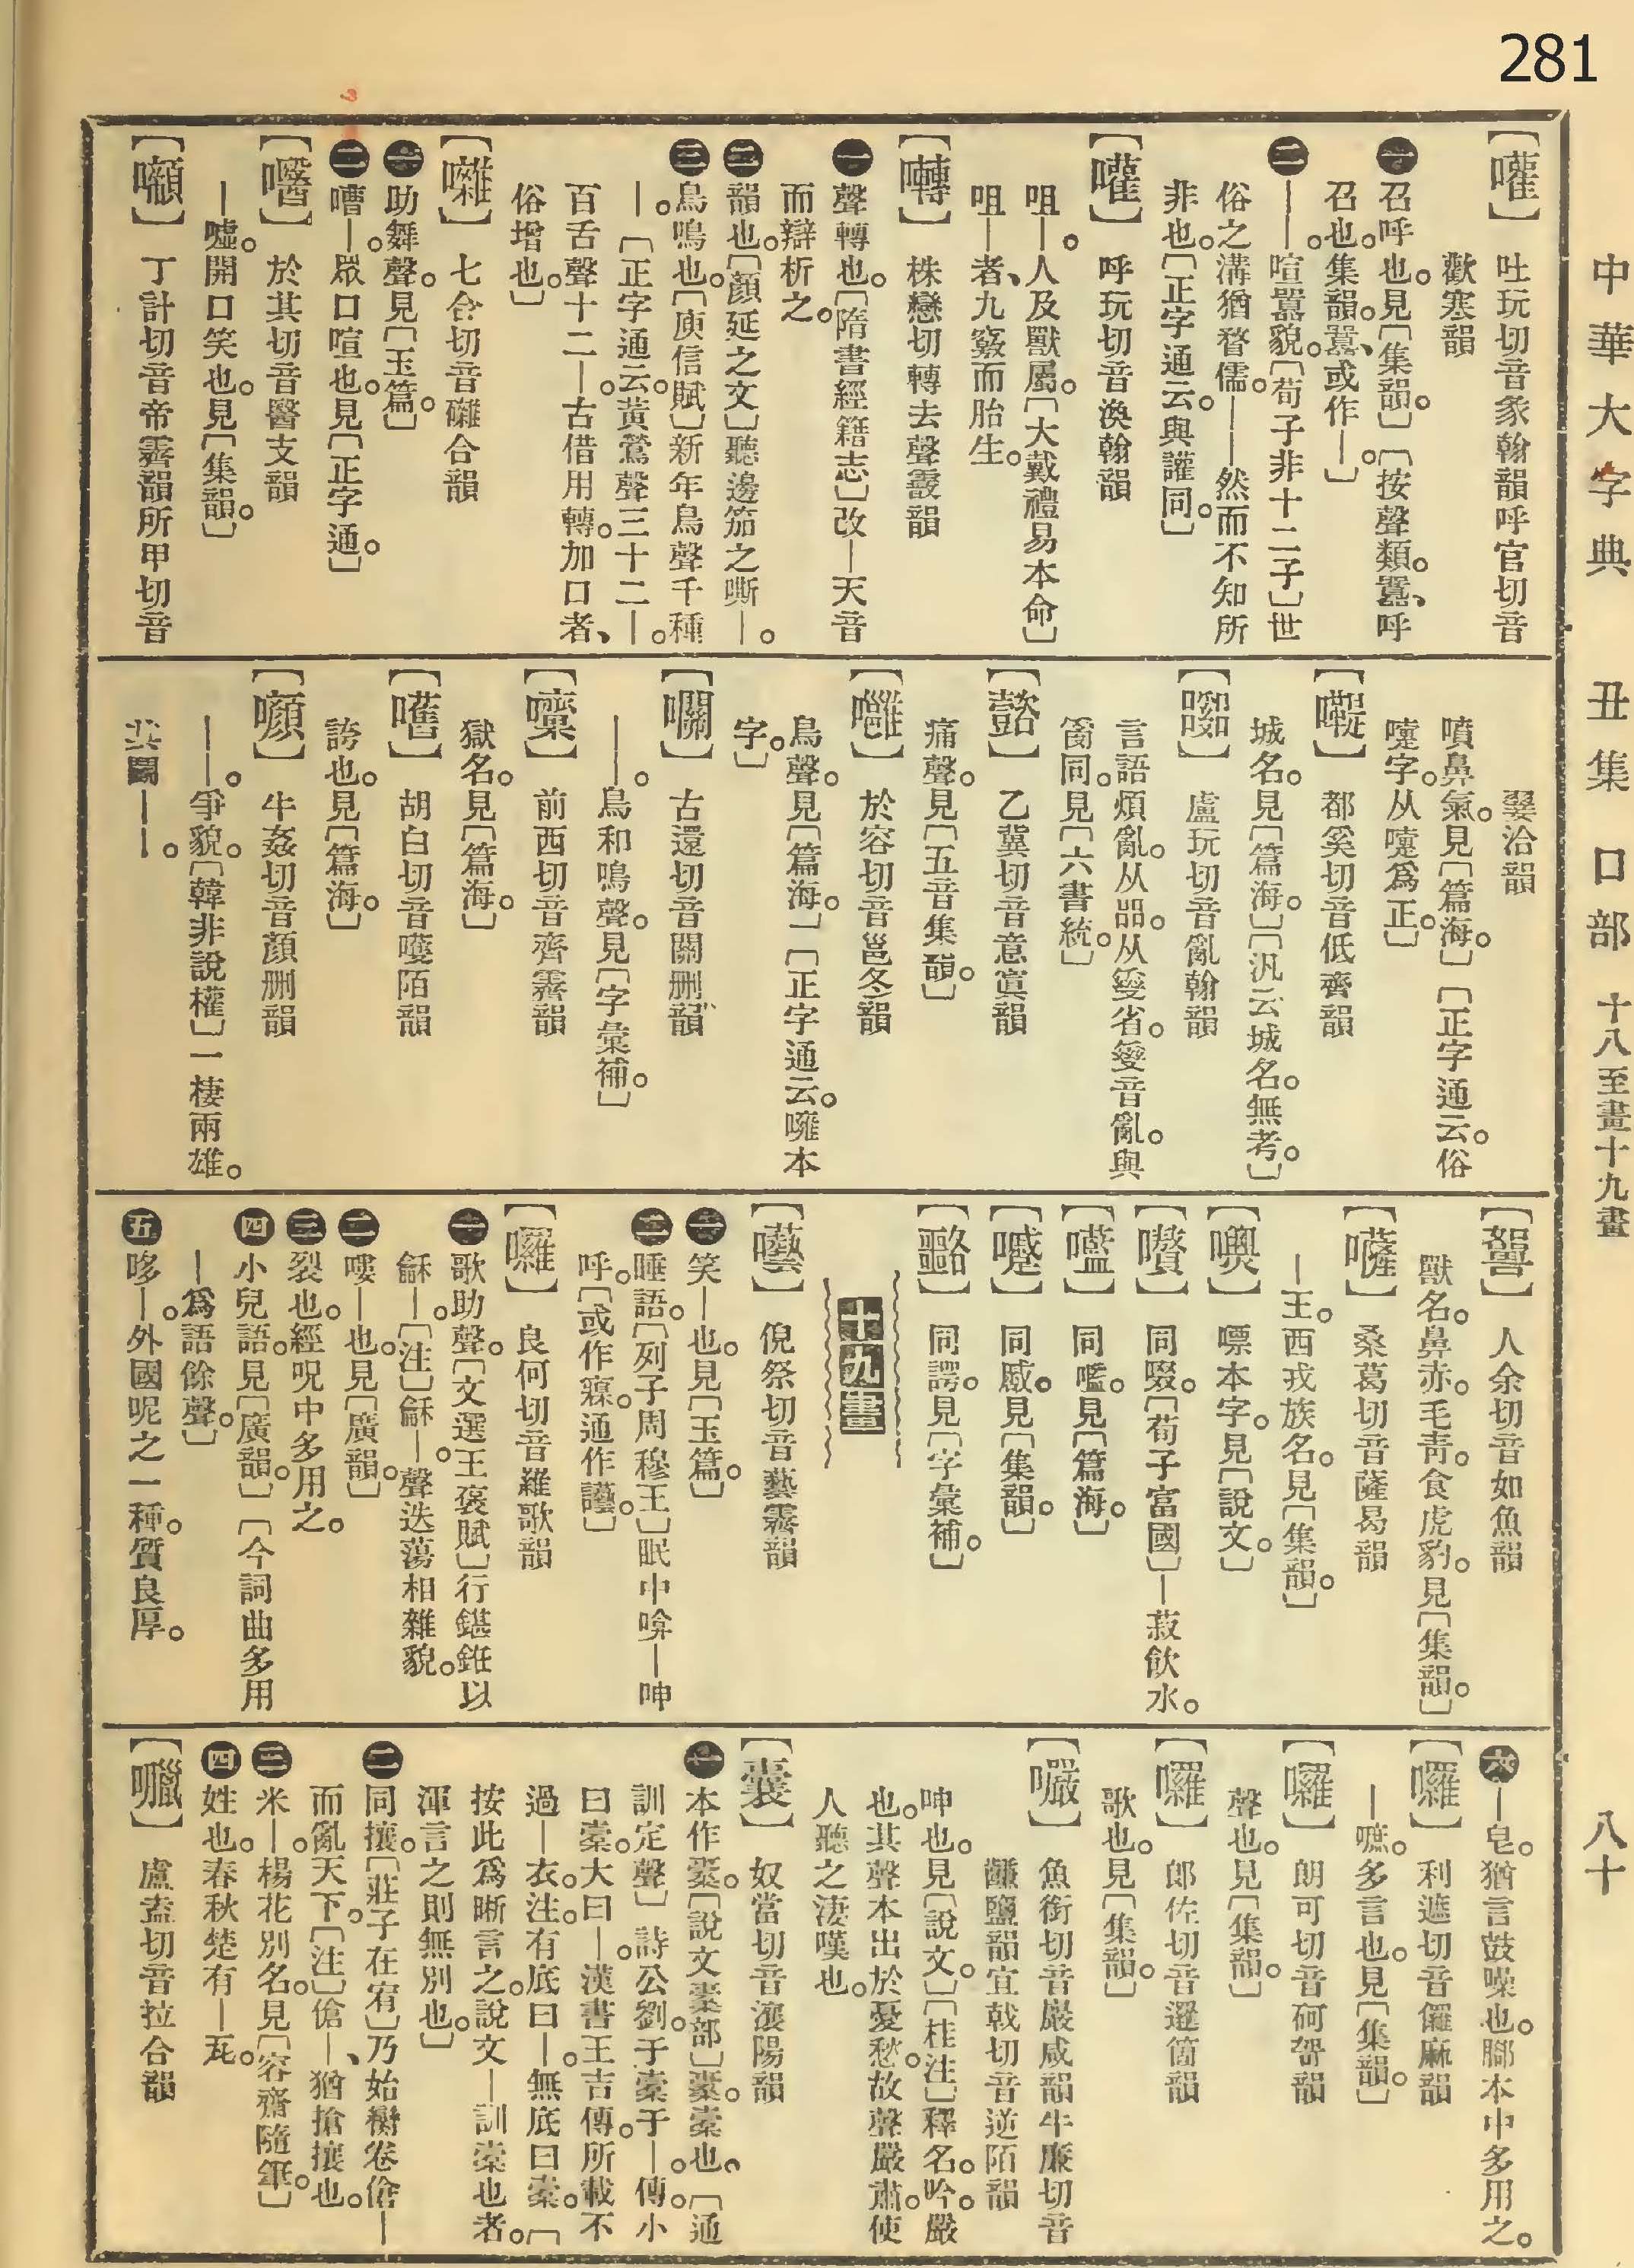 281
中華大字典 丑集 口部 十八至畫十九畫 八十
【嚾】 吐玩切音彖翰韻呼官切音
歡寒韻
㊀召呼也。見〔集韻。〕〔按聲類。嚻、呼
召也。集韻。嚻、或作―。〕
㊁――。喧嚻貌。〔荀子非十二子〕世
俗之溝猶瞀儒。――然而不知所
非也。〔正字通云。與讙同。〕
【嚾】 呼玩切音渙翰韻
咀―。人及獸屬。〔大戴禮易本命〕
咀―者、九竅而胎生。
【囀】 株戀切轉去聲霰韻
㊀聲轉也。〔隋書經籍志〕改―天音
而辯析之。
㊁韻也。〔顏延之文〕聽邊笳之嘶―。
㊂鳥鳴也。〔庾信賦〕新年鳥聲千種
―。〔正字通云。黃鶯聲三十二―。
百舌聲十二―。古借用轉。加口者、
俗增也。〕
【囃】 七合切音磼合韻
㊀助舞聲。見〔玉篇。〕
㊁嘈―。眾口喧也。見〔正字通。〕
【嚚】 於其切音醫支韻
―噓。開口笑也。見〔集韻。〕
【嚬】 丁計切音帝霽韻所甲切音
翣洽韻
噴鼻氣。見〔篇海。〕〔正字通云。俗
嚏字。从嚏爲正。〕
都奚切音低齊韻
城名。見〔篇海。〕〔汎云城名。無考。〕
盧玩切音亂翰韻
言語煩亂。从㗊。从䜌省。䜌音亂。與
𤔔同。見〔六書統。〕
乙冀切音意寘韻
痛聲。見〔五音集韻。〕
於容切音邕冬韻
鳥聲。見〔篇海。〕〔正字通云。噰本
字。〕
【𡅭】 古還切音關刪韻
――。鳥和鳴聲。見〔字彙補。〕
前西切音齊霽韻
獄名。見〔篇海。〕
胡白切音嚄陌韻
誇也。見〔篇海。〕
牛姦切音顏刪韻
――。爭貌。〔韓非說權〕一棲兩雄。
其鬭――。
人余切音如魚韻
獸名。鼻赤。毛靑。食虎豹。見〔集韻。〕
桑葛切音薩曷韻
―王。西戎族名。見〔集韻。〕
嘌本字。見〔說文。〕
同啜。〔荀子富國〕―菽飲水。
同嚂。見〔篇海。〕
同慼。見〔集韻。〕
同諤。見〔字彙補。〕
十九畫
【囈】 倪祭切音藝霽韻
㊀笑―也。見〔玉篇。〕
㊁睡語。〔列子周穆王〕眠中啽―呻
呼。〔或作寱。通作讛。〕
【囉】 良何切音羅歌韻
㊀歌助聲。〔文選王褒賦〕行鍖銋以
龢―。〔注〕龢―。聲迭蕩相雜貌。
㊁嘍―也。見〔廣韻。〕
㊂裂也。經呪中多用之。
㊃小兒語。見〔廣韻。〕〔今詞曲多用
―爲語餘聲。〕
㊄哆―。外國呢之一種。質良厚。
㊅―皂。猶言鼓噪也。腳本中多用之。
【囉】 利遮切音儸麻韻
―嗻。多言也。見〔集韻。〕
【囉】 朗可切音砢哿韻
聲也。見〔集韻。〕
【囉】 郎佐切音邏箇韻
歌也。見〔集韻。〕
【囐】 魚銜切音巖咸韻牛廉切音
鹽韻宜戟切音逆陌韻
呻也。見〔說文。〕〔桂注〕釋名。吟。嚴
也。其聲本出於憂愁。故聲嚴肅。使
人聽之淒嘆也。
【囊】 奴當切音瀼陽韻
㊀本作㯻。〔說文㯻部〕㯻。橐也。〔通
訓定聲〕詩公劉。于橐于―。傳。小
曰橐。大曰―。漢書王吉傳。所載不
過―衣。注。有底曰―。無底曰橐。〔
按此爲晰言之。說文―訓橐也者。
渾言之則無別也。〕
㊁同攘。〔莊子在宥〕乃始臠卷傖―
而亂天下。〔注〕傖―、猶搶攘也。
㊂米―。楊花別名。見〔容齋隨筆。〕
㊃姓也。春秋楚有―瓦。
盧盍切音拉合韻